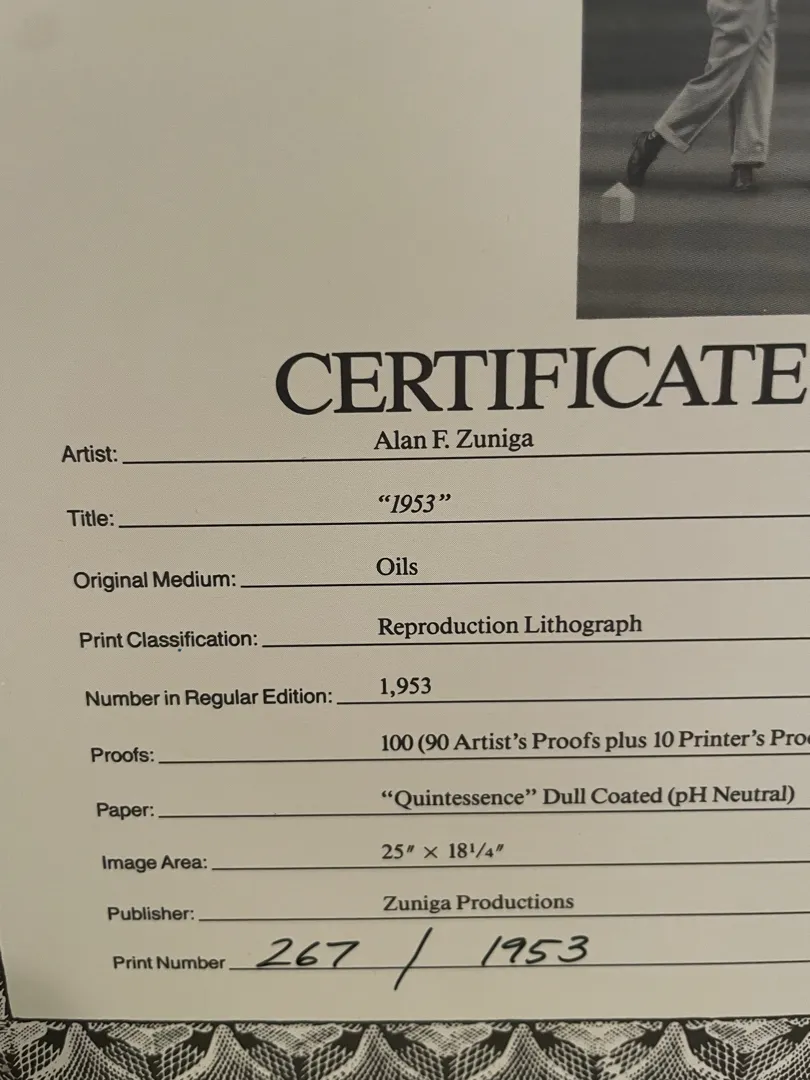 CERTIFICATE
Artist: Alan F. Zuniga
Title: “1953”
Original Medium: Oils
Print Classification: Reproduction Lithograph
Number in Regular Edition: 1,953
Proofs: 100 (90 Artist’s Proofs plus 10 Printer’s
Paper: “Quintessence” Dull Coated (pH Neutral)
Image Area: 25″ × 18¹/₄″
Publisher: Zuniga Productions
Print Number 267 / 1953